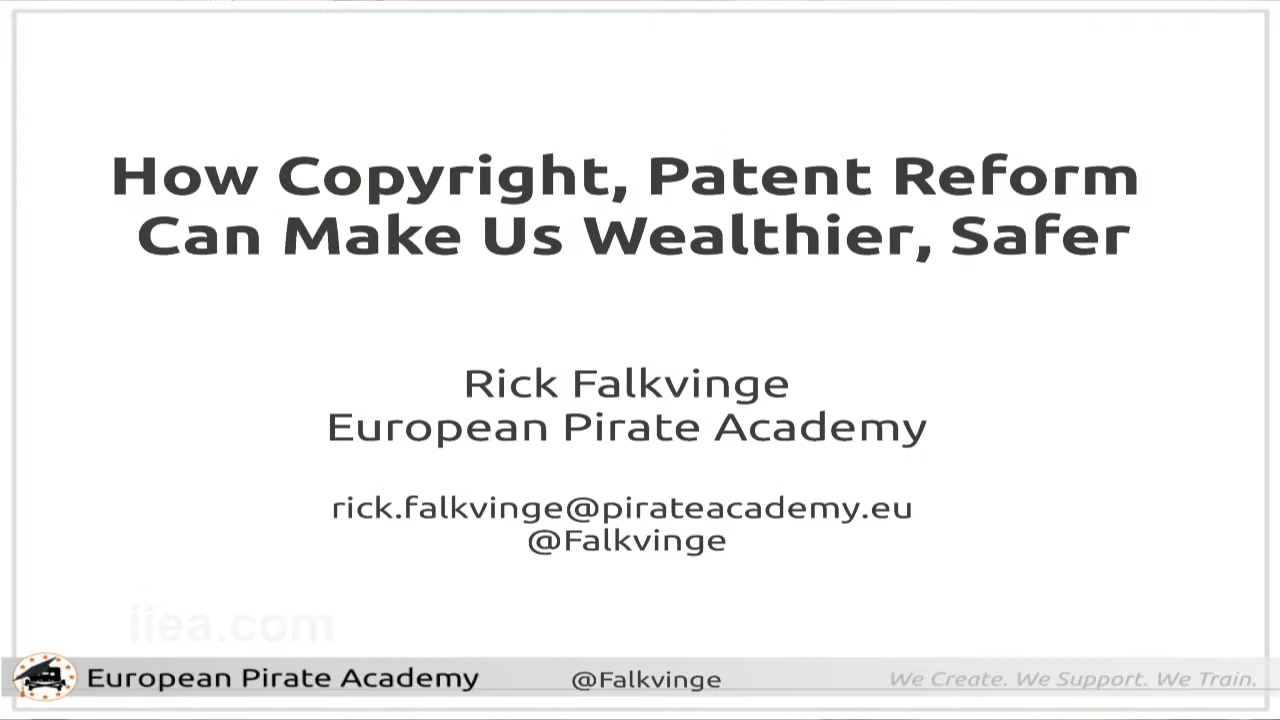 How Copyright, Patent Reform
Can Make Us Wealthier, Safer
Rick Falkvinge
European Pirate Academy
rick.falkvinge@pirateacademy.eu
@Falkvinge
iiea.com
European Pirate Academy @Falkvinge We Create. We Support. We Train.